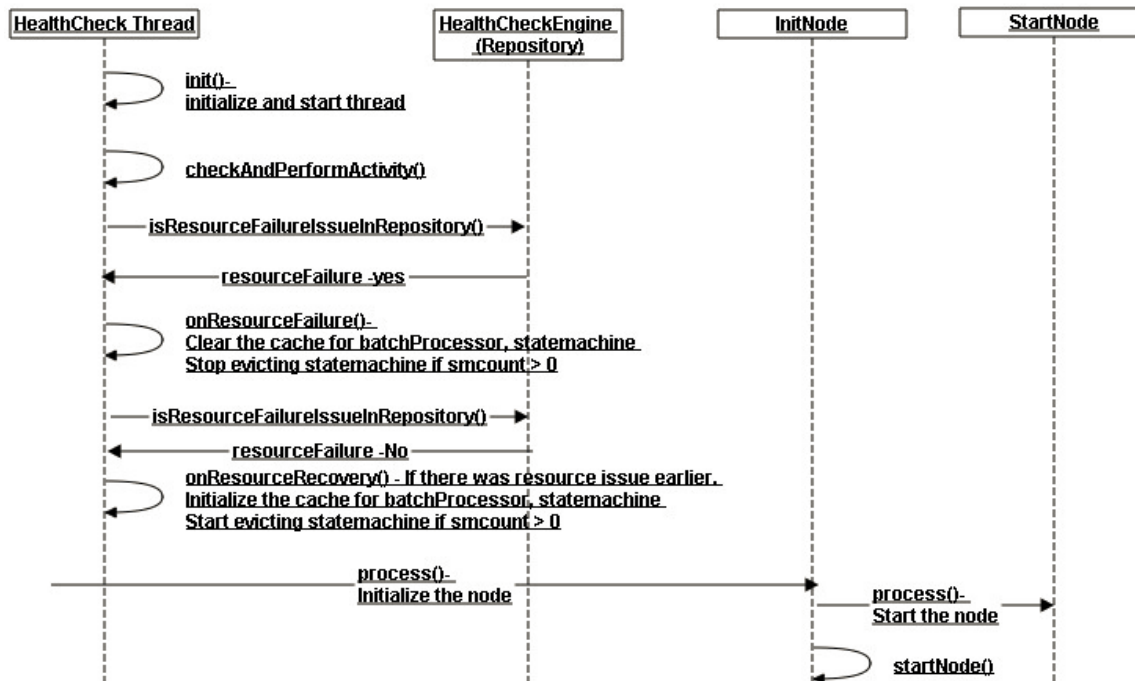 HealthCheck Thread
HealthCheckEngine
(Repository)
InitNode
StartNode
init()-
initialize and start thread
checkAndPerformActivity()
isResourceFailureIssueInRepository()
resourceFailure -yes
onResourceFailure()-
Clear the cache for batchProcessor, statemachine
Stop evicting statemachine if smcount > 0
isResourceFailureIssueInRepository()
resourceFailure -No
onResourceRecovery() - If there was resource issue earlier.
Initialize the cache for batchProcessor, statemachine
Start evicting statemachine if smcount > 0
process()-
Initialize the node
process()-
Start the node
startNode()